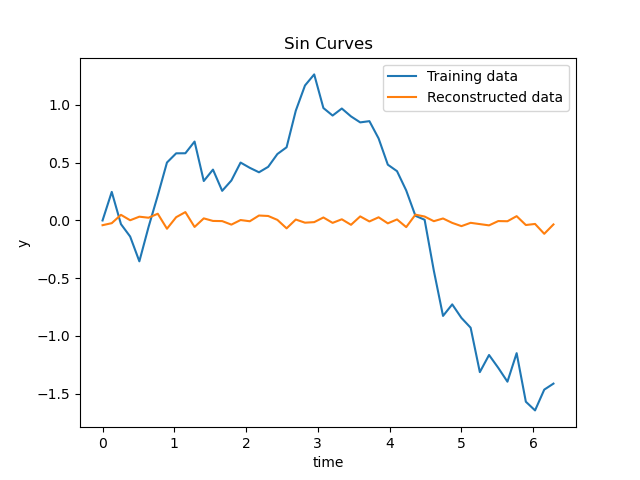 Sin Curves
Training data
Reconstructed data
1.0
0.5
0.0
−0.5
−1.0
−1.5
y
0 1 2 3 4 5 6
time